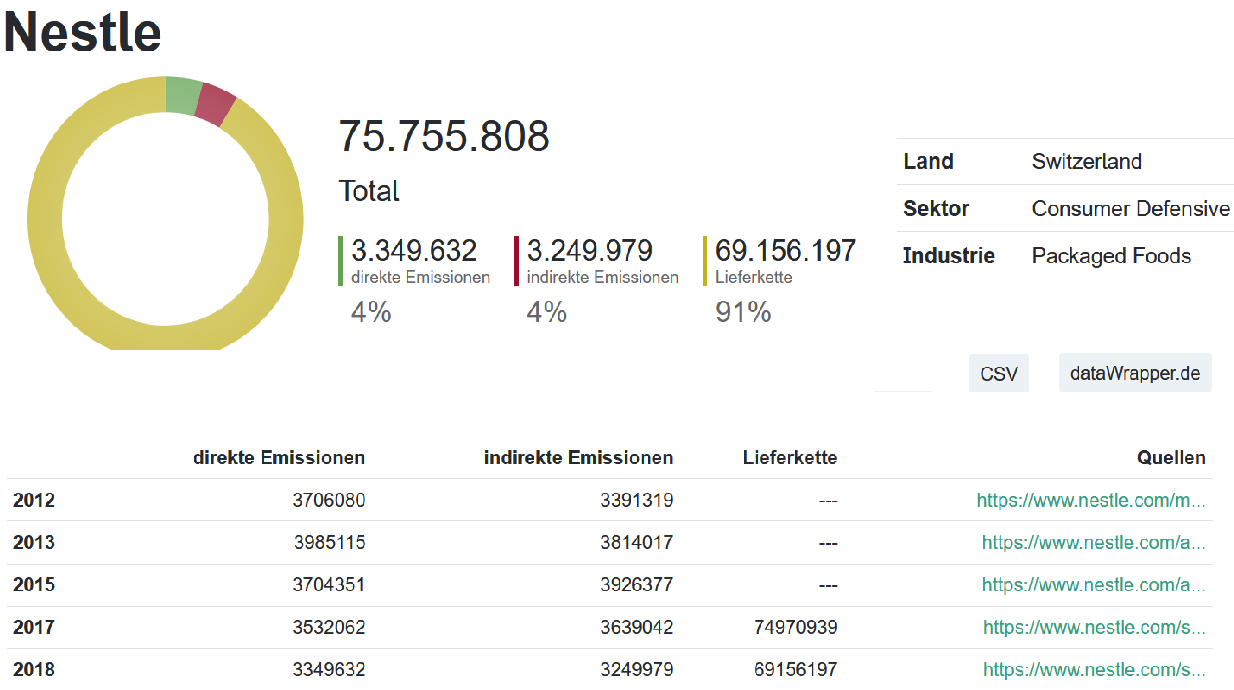 Nestle
75.755.808
Total
3.349.632 3.249.979 69.156.197
direkte Emissionen indirekte Emissionen Lieferkette
4% 4% 91%
Land Switzerland
Sektor Consumer Defensive
Industrie Packaged Foods
CSV dataWrapper.de
direkte Emissionen indirekte Emissionen Lieferkette Quellen
2012 3706080 3391319 --- https://www.nestle.com/m...
2013 3985115 3814017 --- https://www.nestle.com/a...
2015 3704351 3926377 --- https://www.nestle.com/a...
2017 3532062 3639042 74970939 https://www.nestle.com/s...
2018 3349632 3249979 69156197 https://www.nestle.com/s...